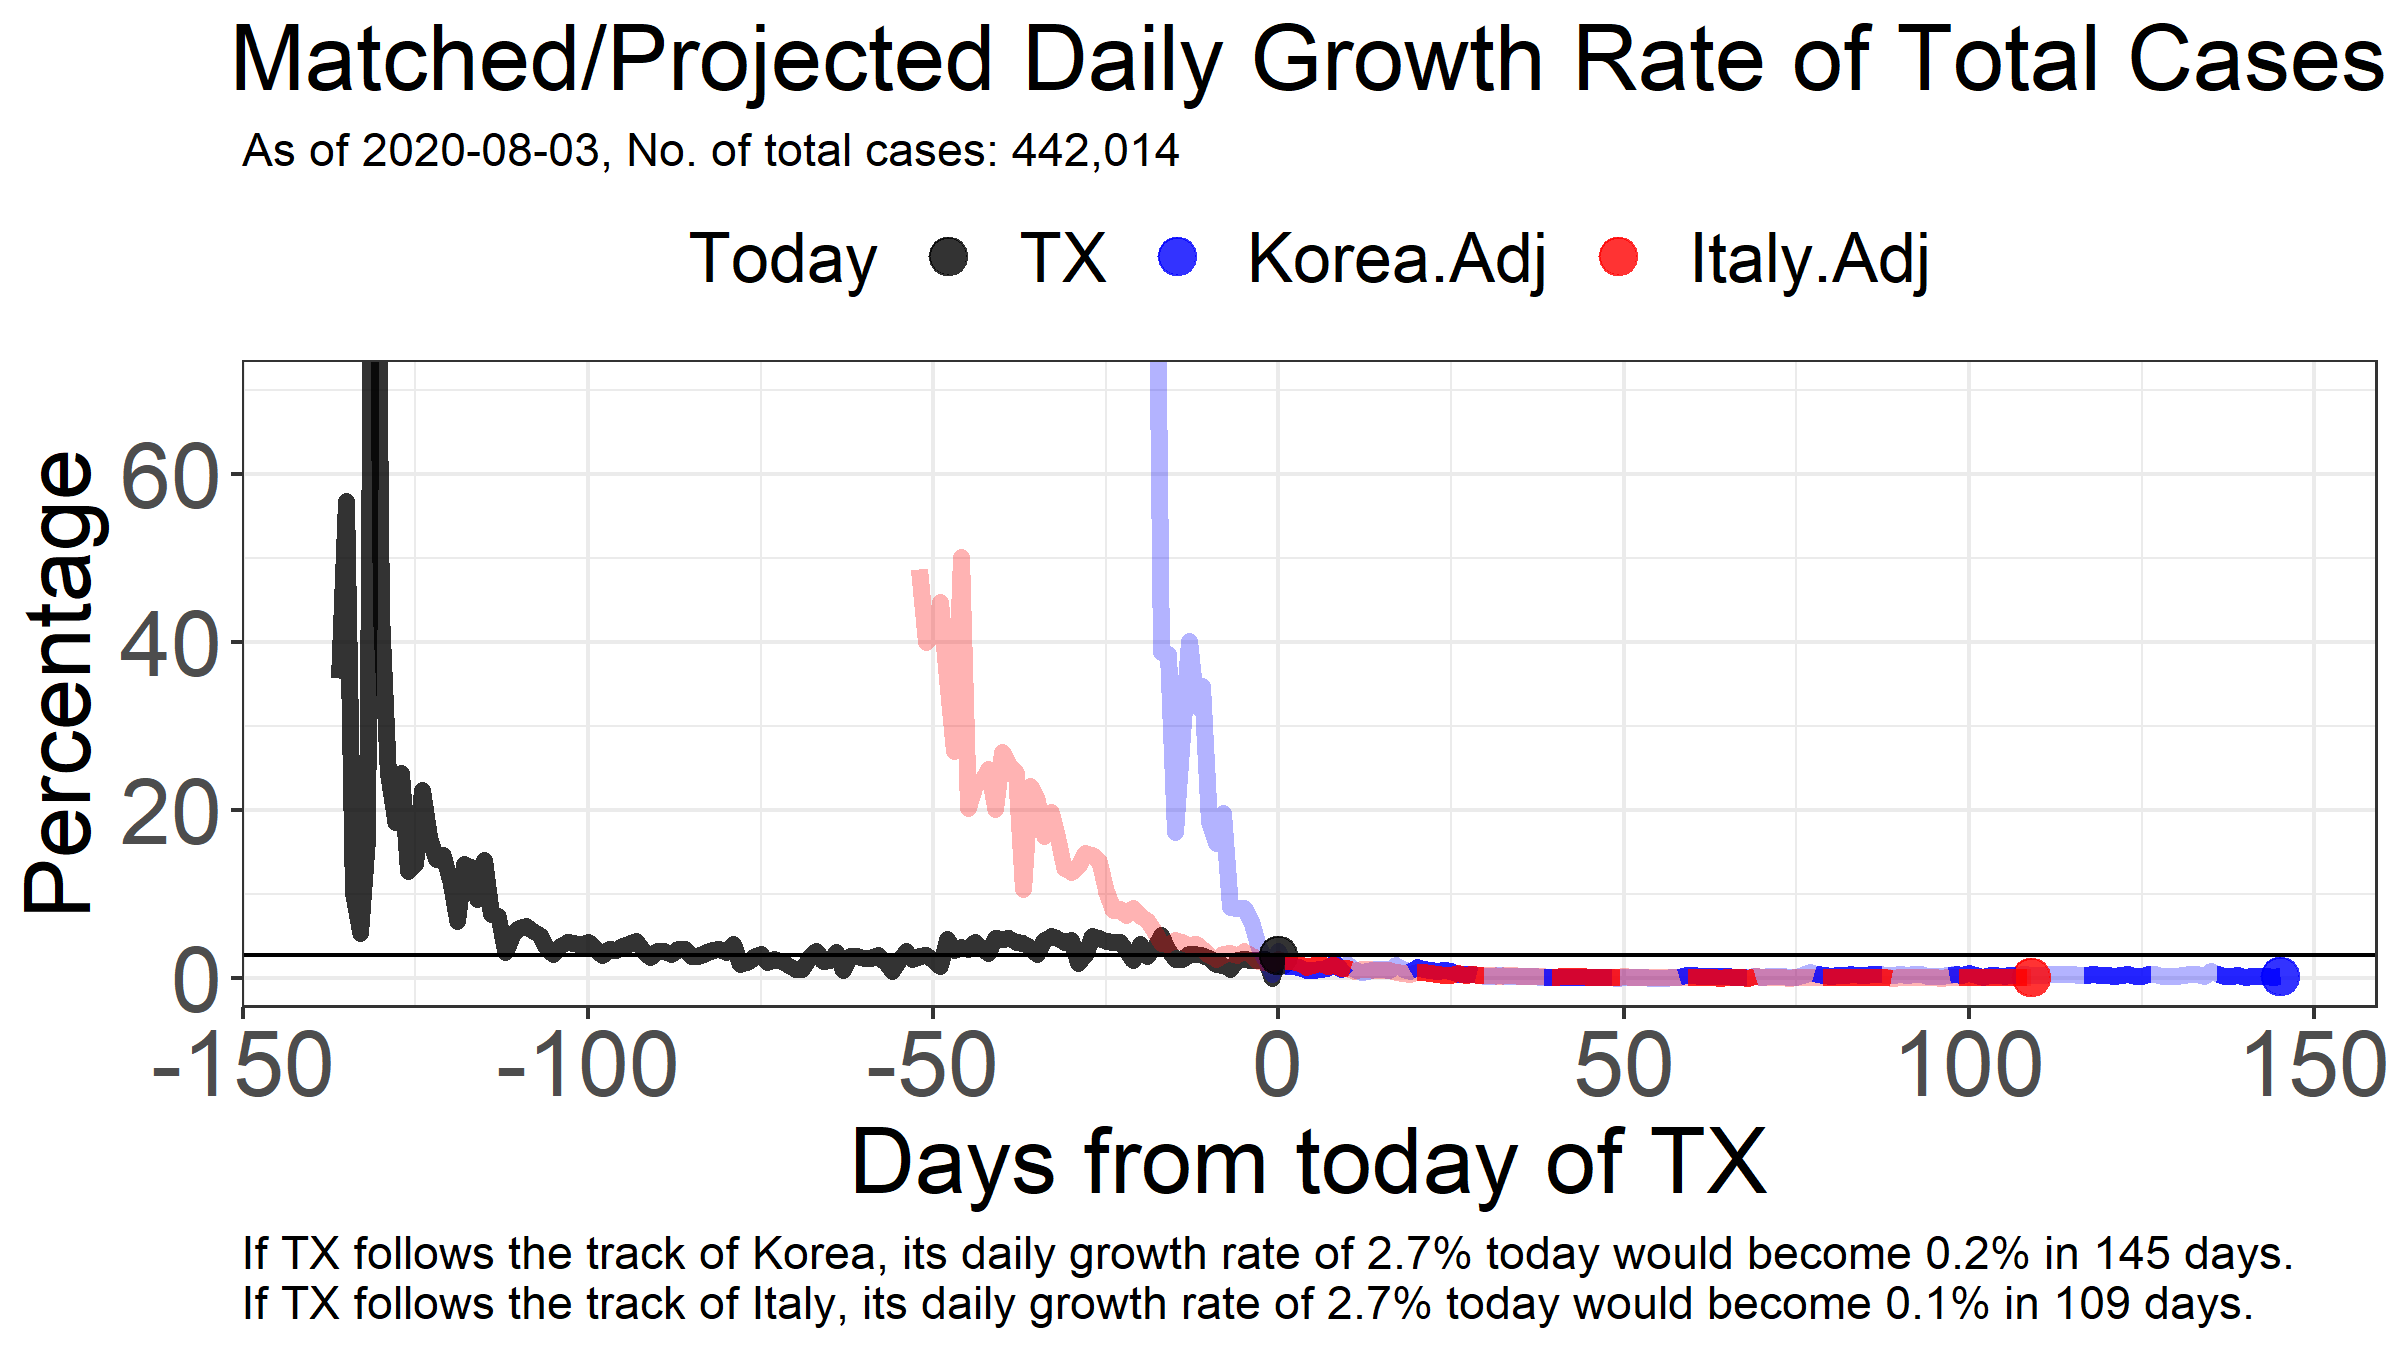 Matched/Projected Daily Growth Rate of Total Cases
As of 2020-08-03, No. of total cases: 442,014
Today TX Korea.Adj Italy.Adj
Percentage
60
40
20
0
-150 -100 -50 0 50 100 150
Days from today of TX
If TX follows the track of Korea, its daily growth rate of 2.7% today would become 0.2% in 145 days.
If TX follows the track of Italy, its daily growth rate of 2.7% today would become 0.1% in 109 days.